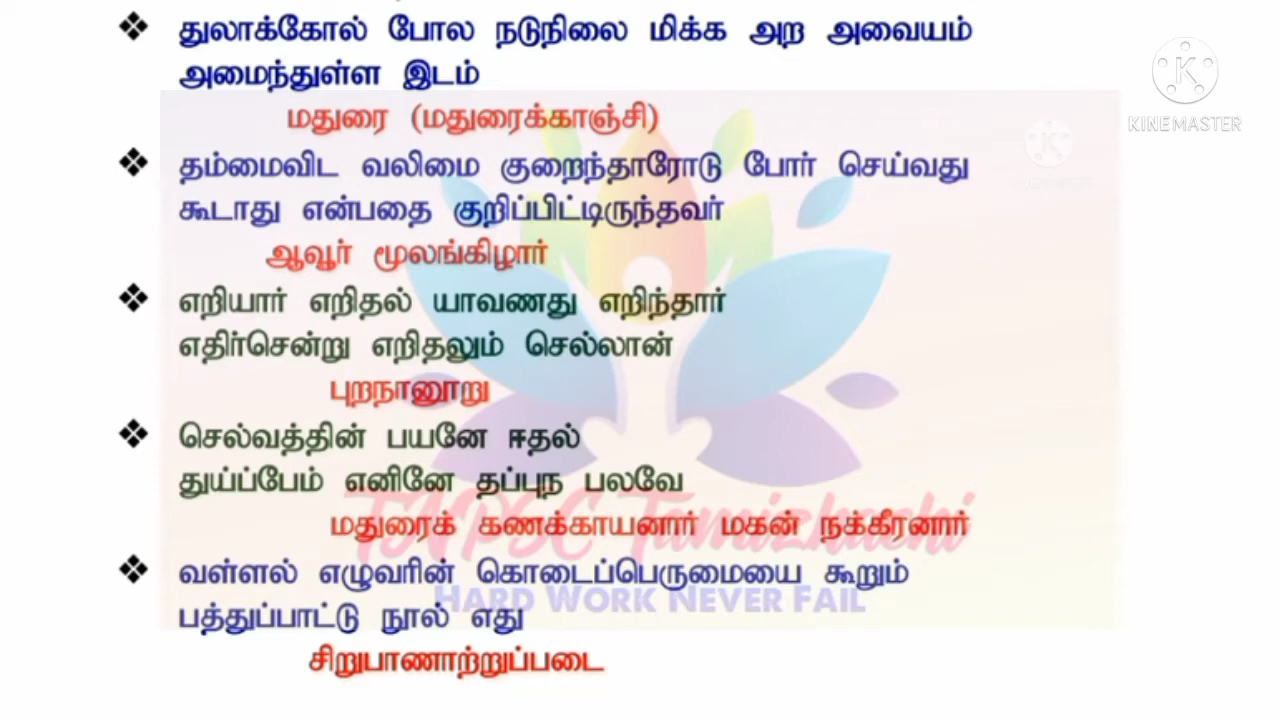 ❖ துலாக்கோல் போல நடுநிலை மிக்க அற அவையம்
அமைந்துள்ள இடம்
மதுரை (மதுரைக்காஞ்சி)
❖ தம்மைவிட வலிமை குறைந்தாரோடு போர் செய்வது
கூடாது என்பதை குறிப்பிட்டிருந்தவர்
ஆவூர் மூலங்கிழார்
❖ எறியார் எறிதல் யாவணது எறிந்தார்
எதிர்சென்று எறிதலும் செல்லான்
புறநானூறு
❖ செல்வத்தின் பயனே ஈதல்
துய்ப்பேம் எனினே தப்புந பலவே
மதுரைக் கணக்காயனார் மகன் நக்கீரனார்
❖ வள்ளல் எழுவரின் கொடைப்பெருமையை கூறும்
பத்துப்பாட்டு நூல் எது
சிறுபாணாற்றுப்படை
K
KINEMASTER
TNPSC Tamizhachi
HARD WORK NEVER FAIL